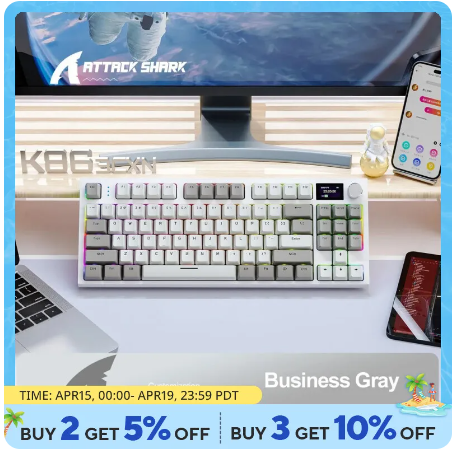 ATTACK SHARK
K86
Business Gray
TIME: APR15, 00:00- APR19, 23:59 PDT
BUY 2 GET 5% OFF
BUY 3 GET 10% OFF